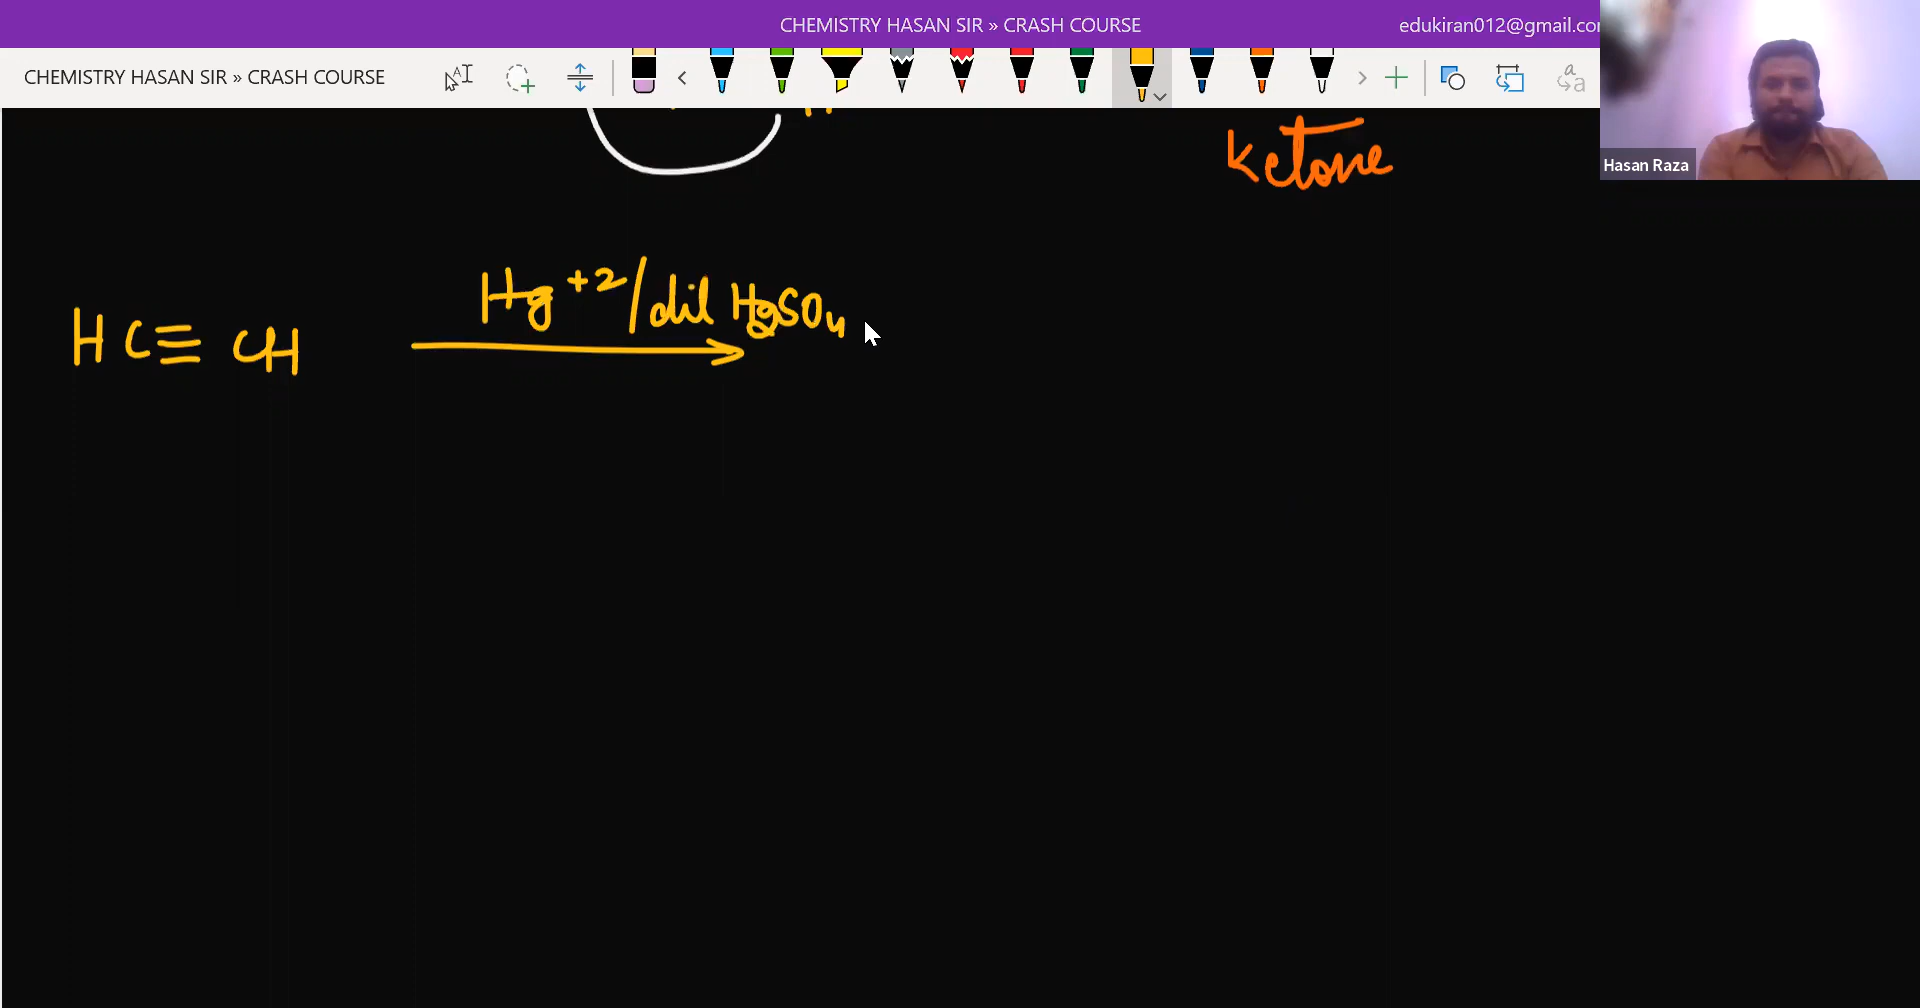 CHEMISTRY HASAN SIR » CRASH COURSE
edukiran012@gmail.co
CHEMISTRY HASAN SIR » CRASH COURSE
Hasan Raza
Ketone
Hg+2/dil H2SO4
HC≡CH